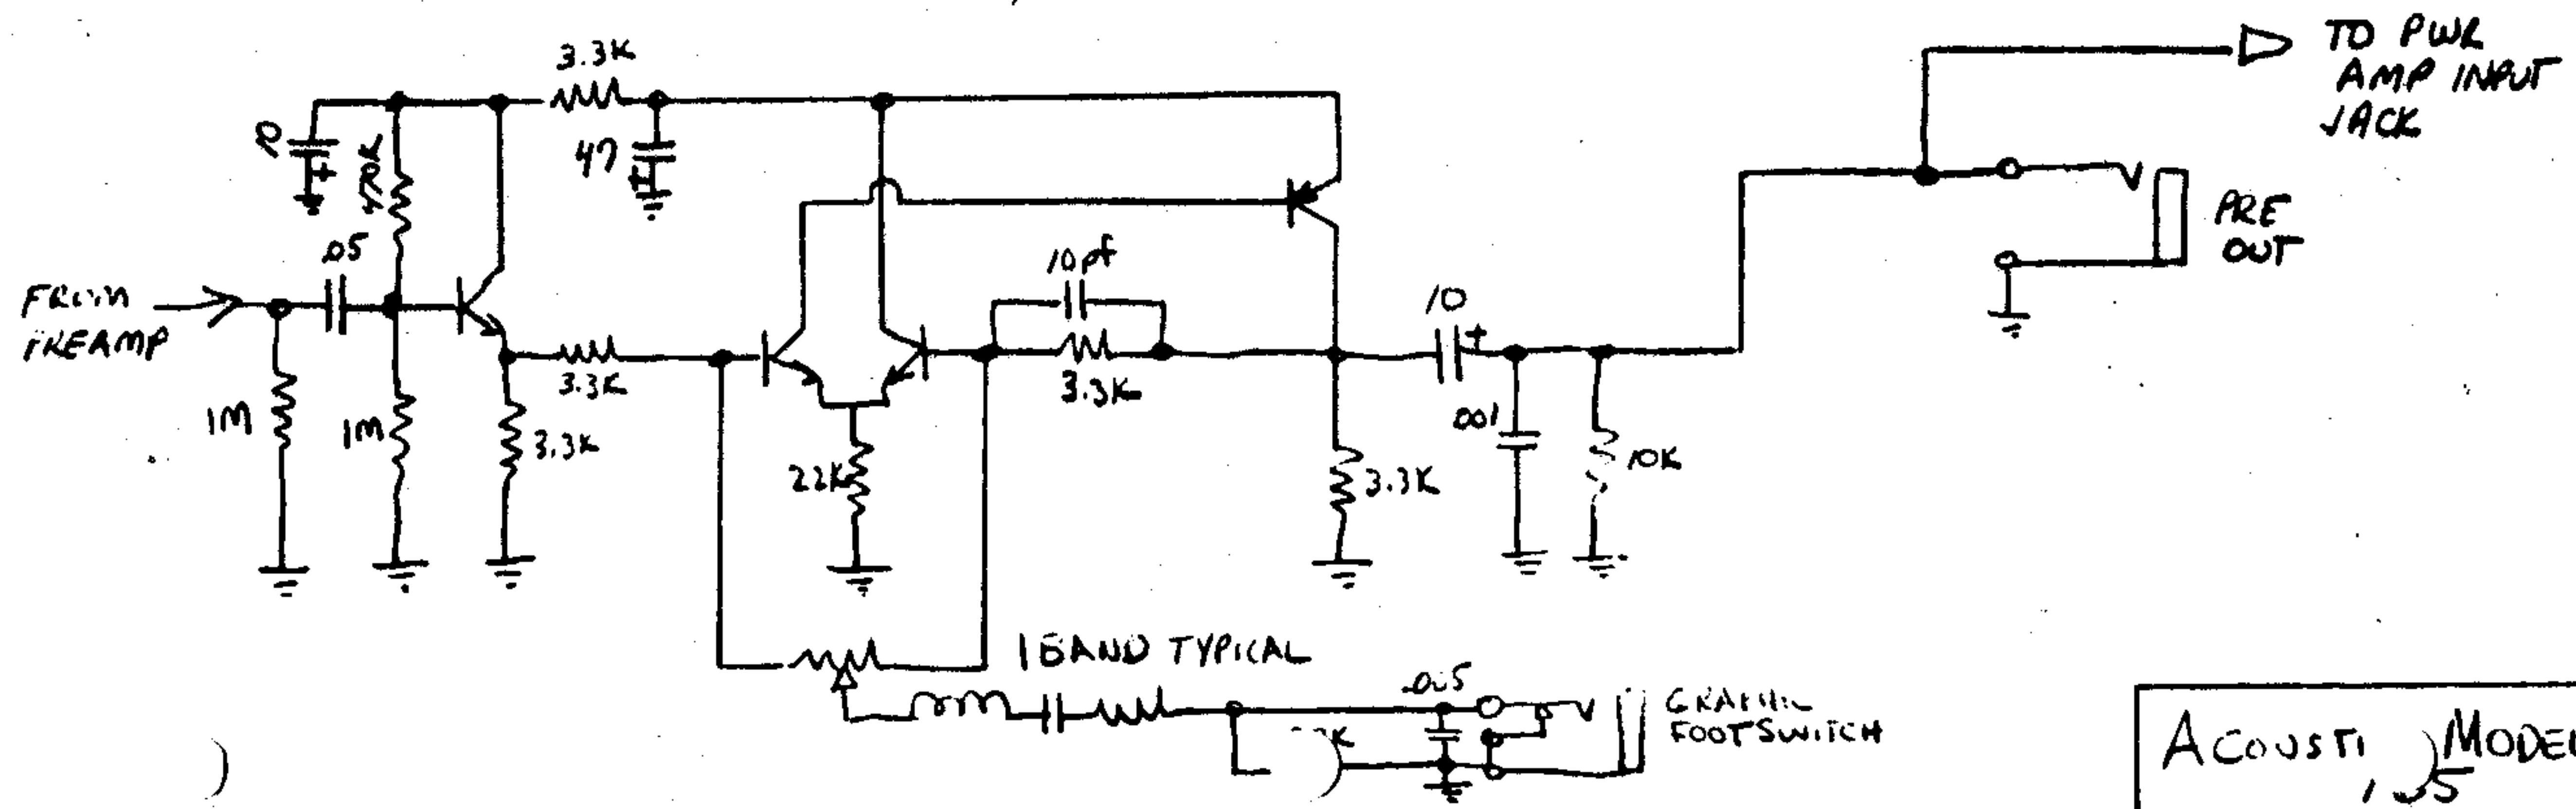 3.3K
47
.05
FROM
PREAMP
1M
1M
3.3K
3.3K
22K
10pf
3.3K
10
.001
3.3K
10K
TO PWR
AMP INPUT
JACK
PRE
OUT
1 BAND TYPICAL
GRAPHIC
FOOTSWITCH
MODEL